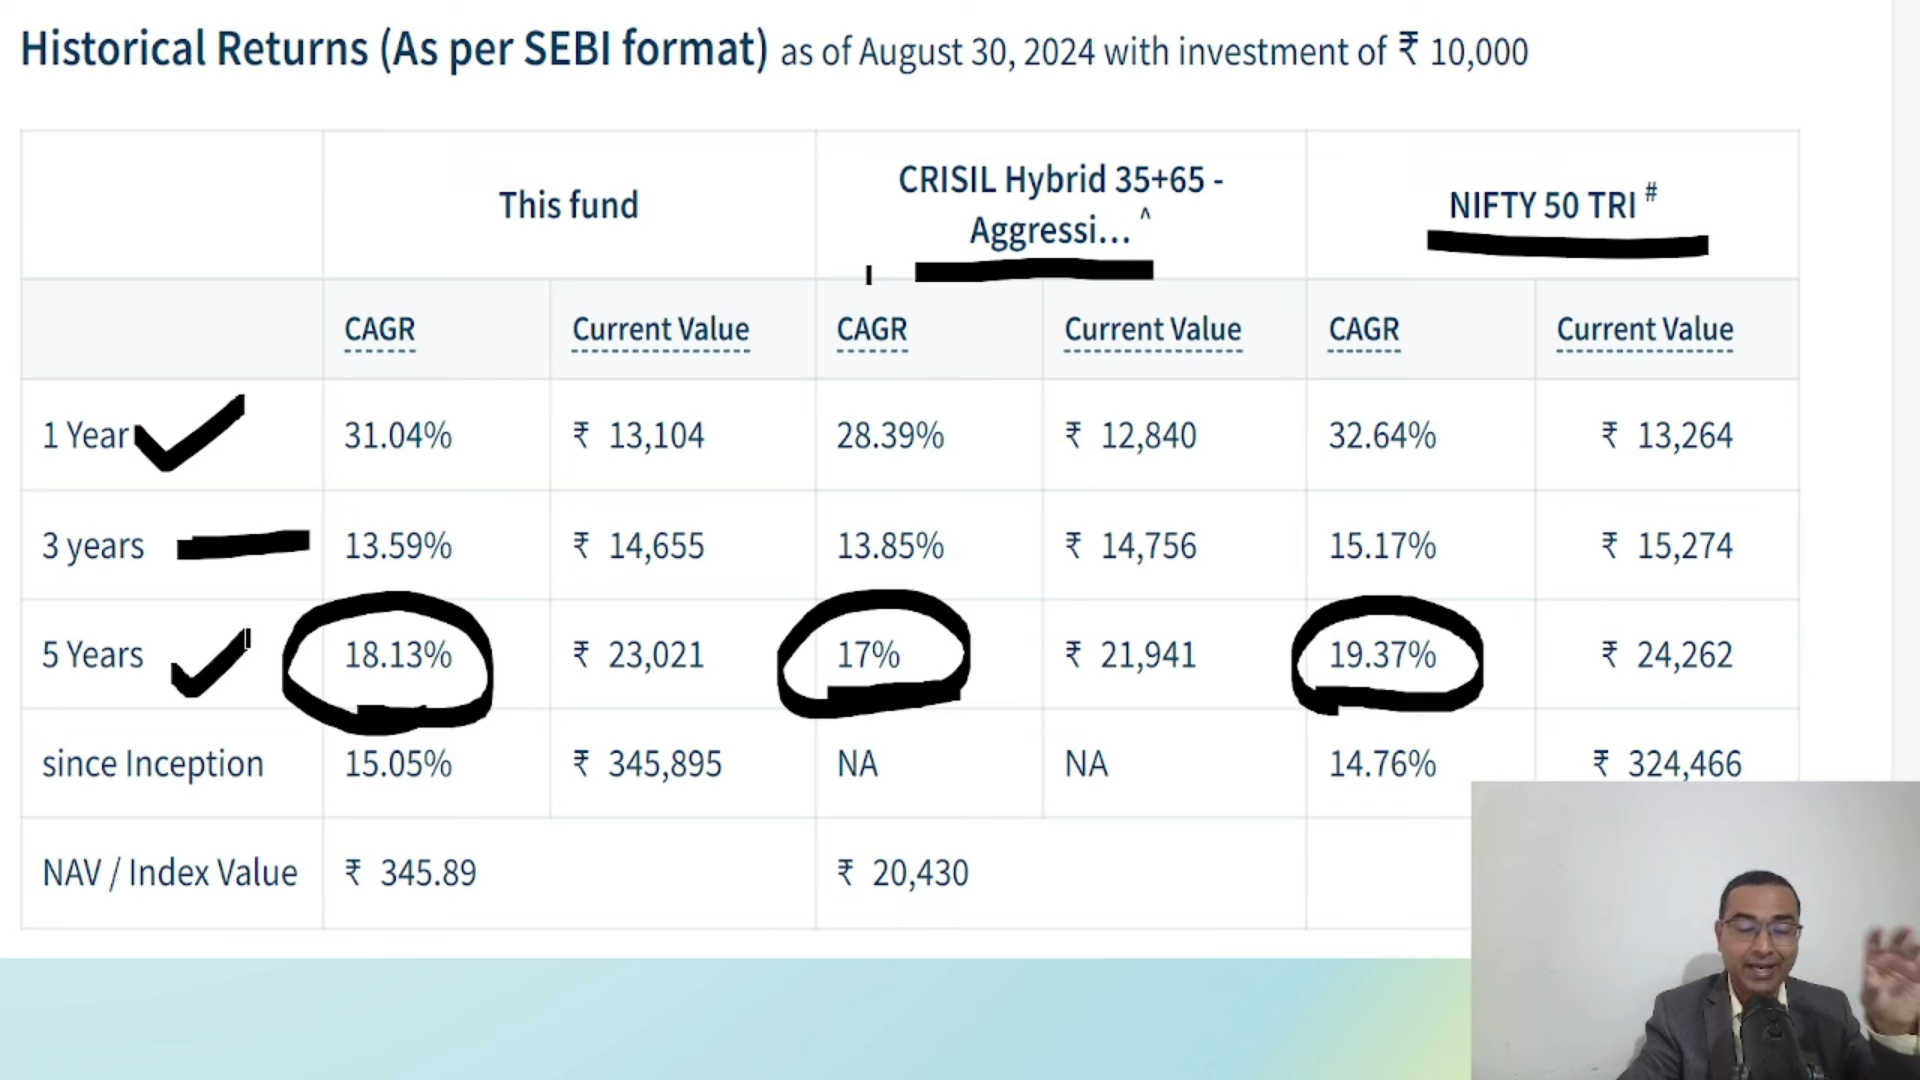 Historical Returns (As per SEBI format) as of August 30, 2024 with investment of ₹ 10,000
This fund
CRISIL Hybrid 35+65 -
Aggressi... ^
NIFTY 50 TRI #
CAGR Current Value CAGR Current Value CAGR Current Value
1 Year 31.04% ₹ 13,104 28.39% ₹ 12,840 32.64% ₹ 13,264
3 years 13.59% ₹ 14,655 13.85% ₹ 14,756 15.17% ₹ 15,274
5 Years 18.13% ₹ 23,021 17% ₹ 21,941 19.37% ₹ 24,262
since Inception 15.05% ₹ 345,895 NA NA 14.76% ₹ 324,466
NAV / Index Value ₹ 345.89 ₹ 20,430